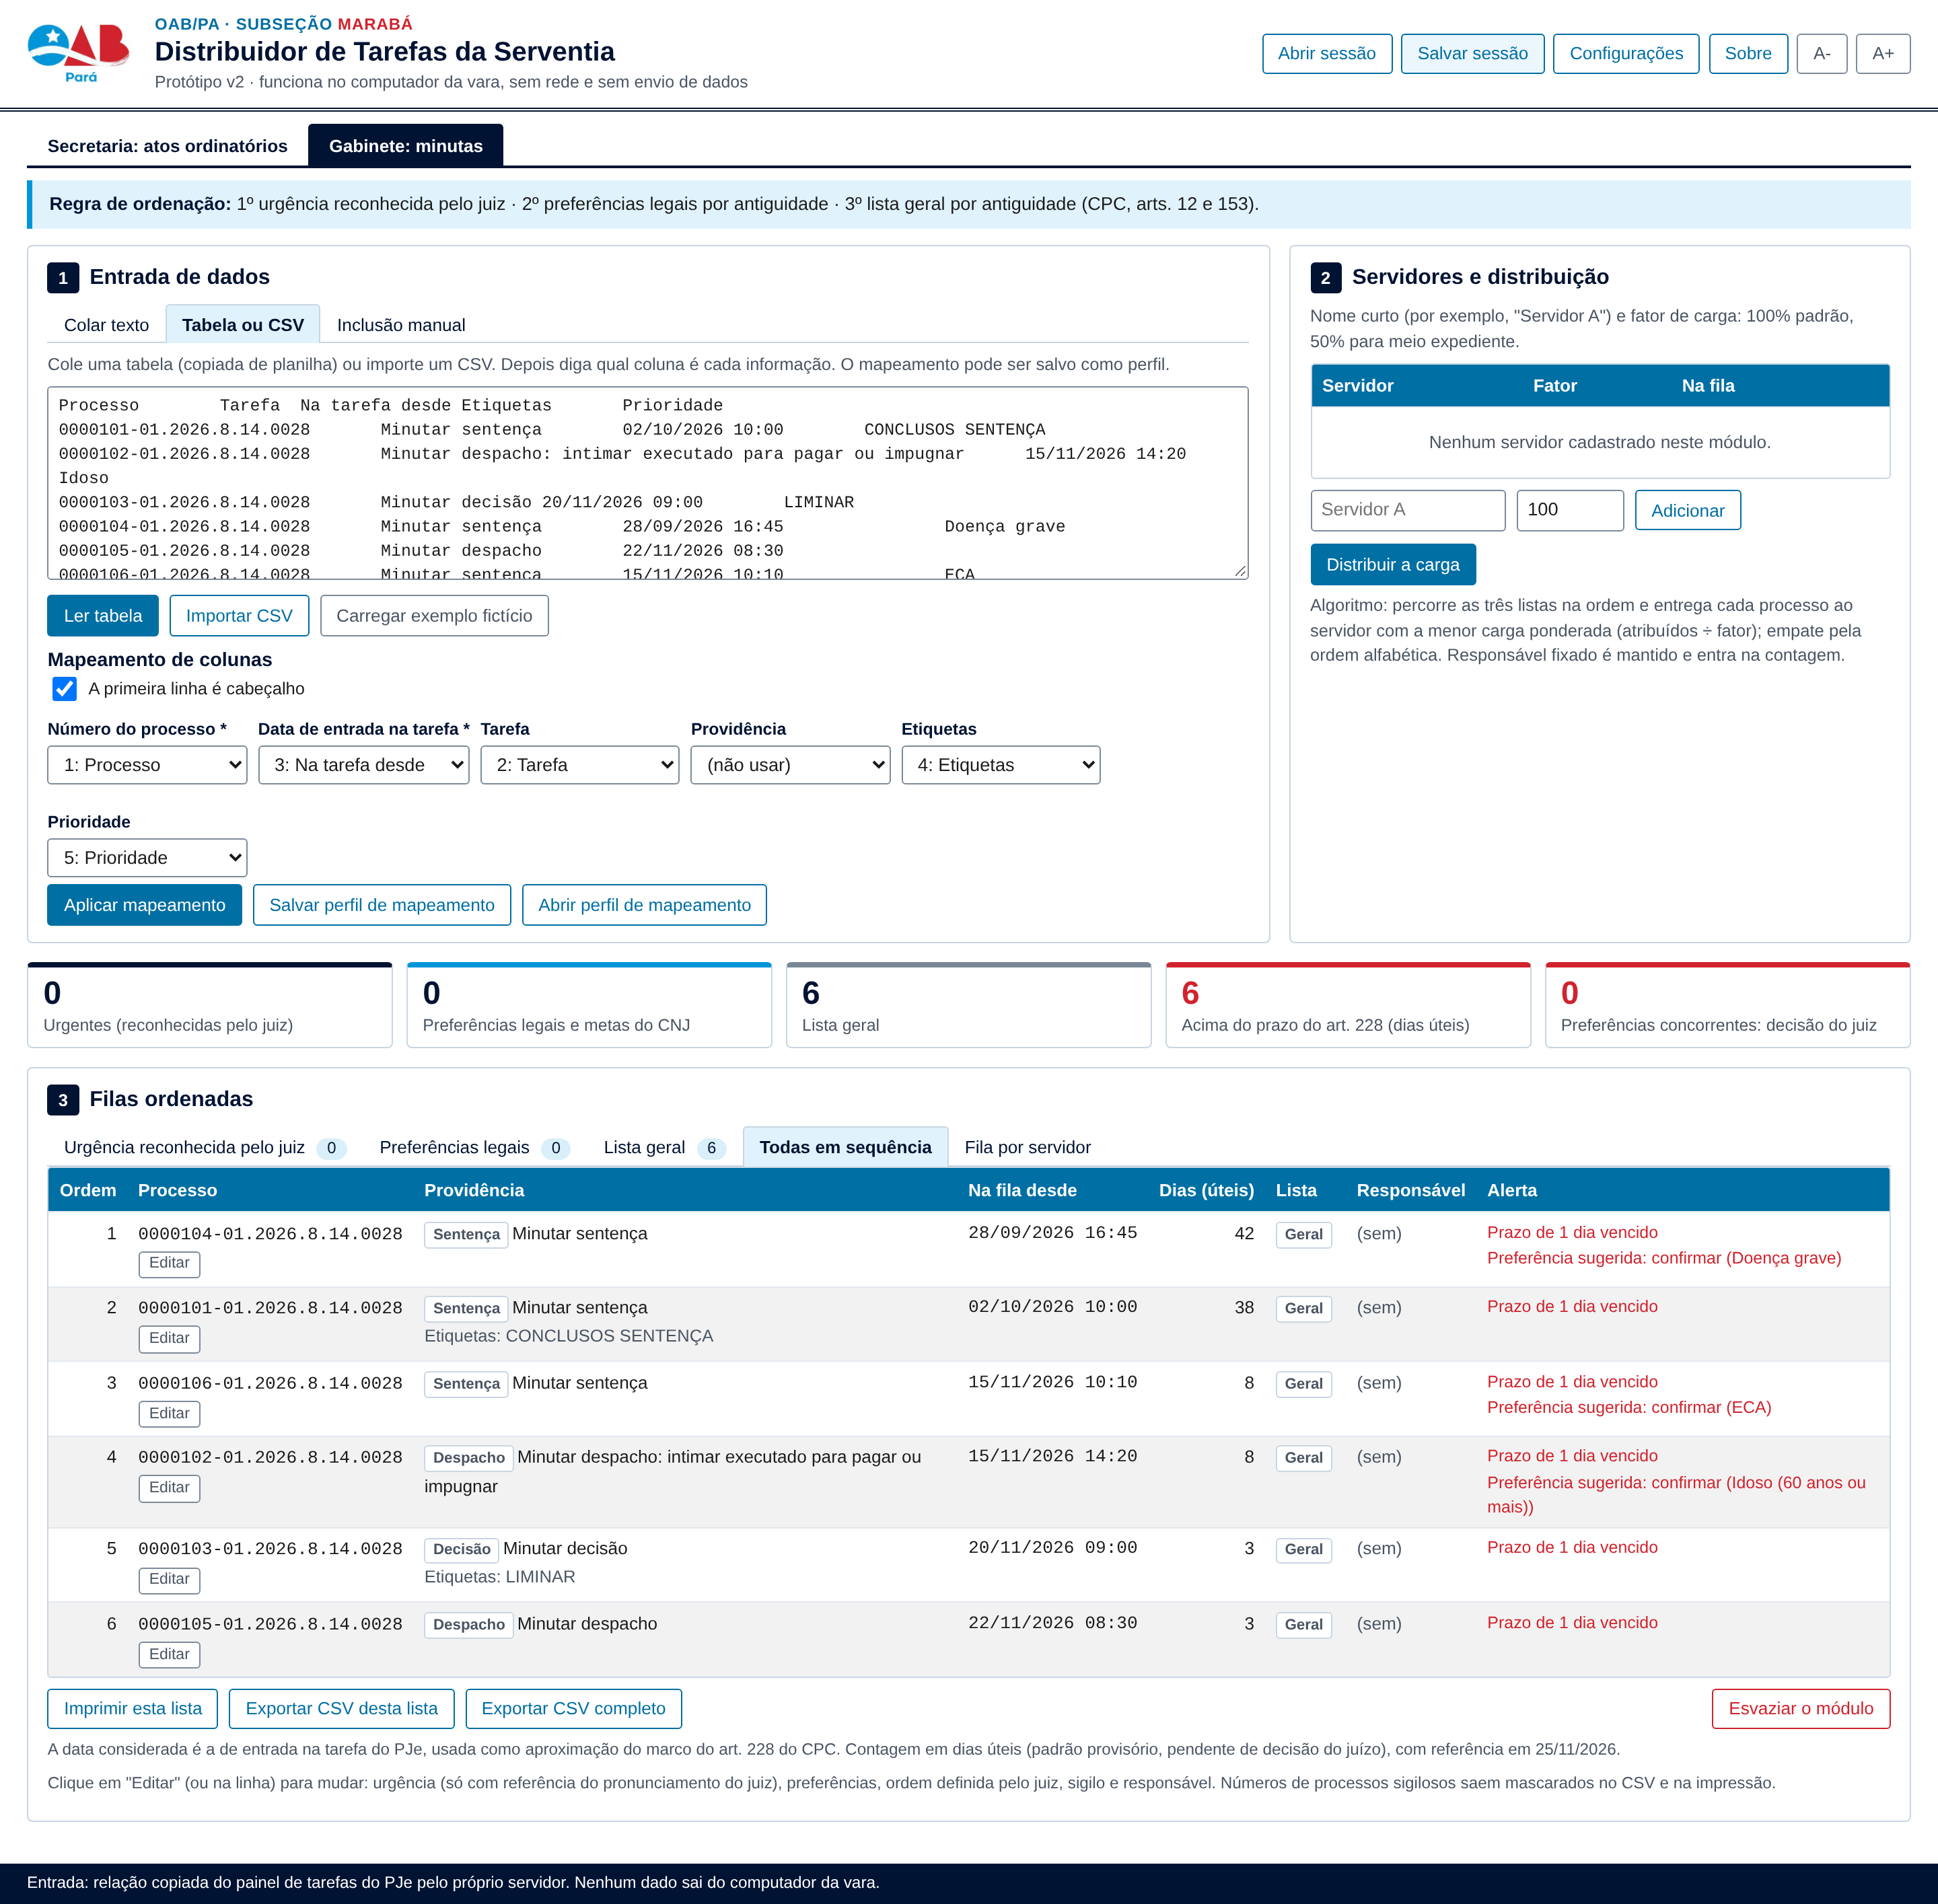 OAB
Pará
OAB/PA · SUBSEÇÃO MARABÁ
Distribuidor de Tarefas da Serventia
Protótipo v2 · funciona no computador da vara, sem rede e sem envio de dados
Abrir sessão
Salvar sessão
Configurações
Sobre
A-
A+
Secretaria: atos ordinatórios
Gabinete: minutas
Regra de ordenação: 1º urgência reconhecida pelo juiz · 2º preferências legais por antiguidade · 3º lista geral por antiguidade (CPC, arts. 12 e 153).
1 Entrada de dados
Colar texto
Tabela ou CSV
Inclusão manual
Cole uma tabela (copiada de planilha) ou importe um CSV. Depois diga qual coluna é cada informação. O mapeamento pode ser salvo como perfil.
Processo Tarefa Na tarefa desde Etiquetas Prioridade
0000101-01.2026.8.14.0028 Minutar sentença 02/10/2026 10:00 CONCLUSOS SENTENÇA
0000102-01.2026.8.14.0028 Minutar despacho: intimar executado para pagar ou impugnar 15/11/2026 14:20
Idoso
0000103-01.2026.8.14.0028 Minutar decisão 20/11/2026 09:00 LIMINAR
0000104-01.2026.8.14.0028 Minutar sentença 28/09/2026 16:45 Doença grave
0000105-01.2026.8.14.0028 Minutar despacho 22/11/2026 08:30
0000106-01.2026.8.14.0028 Minutar sentença 15/11/2026 10:10 ECA
Ler tabela
Importar CSV
Carregar exemplo fictício
Mapeamento de colunas
A primeira linha é cabeçalho
Número do processo * Data de entrada na tarefa * Tarefa Providência Etiquetas
1: Processo 3: Na tarefa desde 2: Tarefa (não usar) 4: Etiquetas
Prioridade
5: Prioridade
Aplicar mapeamento
Salvar perfil de mapeamento
Abrir perfil de mapeamento
2 Servidores e distribuição
Nome curto (por exemplo, "Servidor A") e fator de carga: 100% padrão,
50% para meio expediente.
Servidor Fator Na fila
Nenhum servidor cadastrado neste módulo.
Servidor A 100 Adicionar
Distribuir a carga
Algoritmo: percorre as três listas na ordem e entrega cada processo ao
servidor com a menor carga ponderada (atribuídos ÷ fator); empate pela
ordem alfabética. Responsável fixado é mantido e entra na contagem.
0
Urgentes (reconhecidas pelo juiz)
0
Preferências legais e metas do CNJ
6
Lista geral
6
Acima do prazo do art. 228 (dias úteis)
0
Preferências concorrentes: decisão do juiz
3 Filas ordenadas
Urgência reconhecida pelo juiz 0 Preferências legais 0 Lista geral 6 Todas em sequência Fila por servidor
Ordem Processo Providência Na fila desde Dias (úteis) Lista Responsável Alerta
1 0000104-01.2026.8.14.0028 Sentença Minutar sentença 28/09/2026 16:45 42 Geral (sem) Prazo de 1 dia vencido
Editar Preferência sugerida: confirmar (Doença grave)
2 0000101-01.2026.8.14.0028 Sentença Minutar sentença 02/10/2026 10:00 38 Geral (sem) Prazo de 1 dia vencido
Editar Etiquetas: CONCLUSOS SENTENÇA
3 0000106-01.2026.8.14.0028 Sentença Minutar sentença 15/11/2026 10:10 8 Geral (sem) Prazo de 1 dia vencido
Editar Preferência sugerida: confirmar (ECA)
4 0000102-01.2026.8.14.0028 Despacho Minutar despacho: intimar executado para pagar ou 15/11/2026 14:20 8 Geral (sem) Prazo de 1 dia vencido
Editar impugnar Preferência sugerida: confirmar (Idoso (60 anos ou
mais))
5 0000103-01.2026.8.14.0028 Decisão Minutar decisão 20/11/2026 09:00 3 Geral (sem) Prazo de 1 dia vencido
Editar Etiquetas: LIMINAR
6 0000105-01.2026.8.14.0028 Despacho Minutar despacho 22/11/2026 08:30 3 Geral (sem) Prazo de 1 dia vencido
Editar
Imprimir esta lista
Exportar CSV desta lista
Exportar CSV completo
Esvaziar o módulo
A data considerada é a de entrada na tarefa do PJe, usada como aproximação do marco do art. 228 do CPC. Contagem em dias úteis (padrão provisório, pendente de decisão do juízo), com referência em 25/11/2026.
Clique em "Editar" (ou na linha) para mudar: urgência (só com referência do pronunciamento do juiz), preferências, ordem definida pelo juiz, sigilo e responsável. Números de processos sigilosos saem mascarados no CSV e na impressão.
Entrada: relação copiada do painel de tarefas do PJe pelo próprio servidor. Nenhum dado sai do computador da vara.